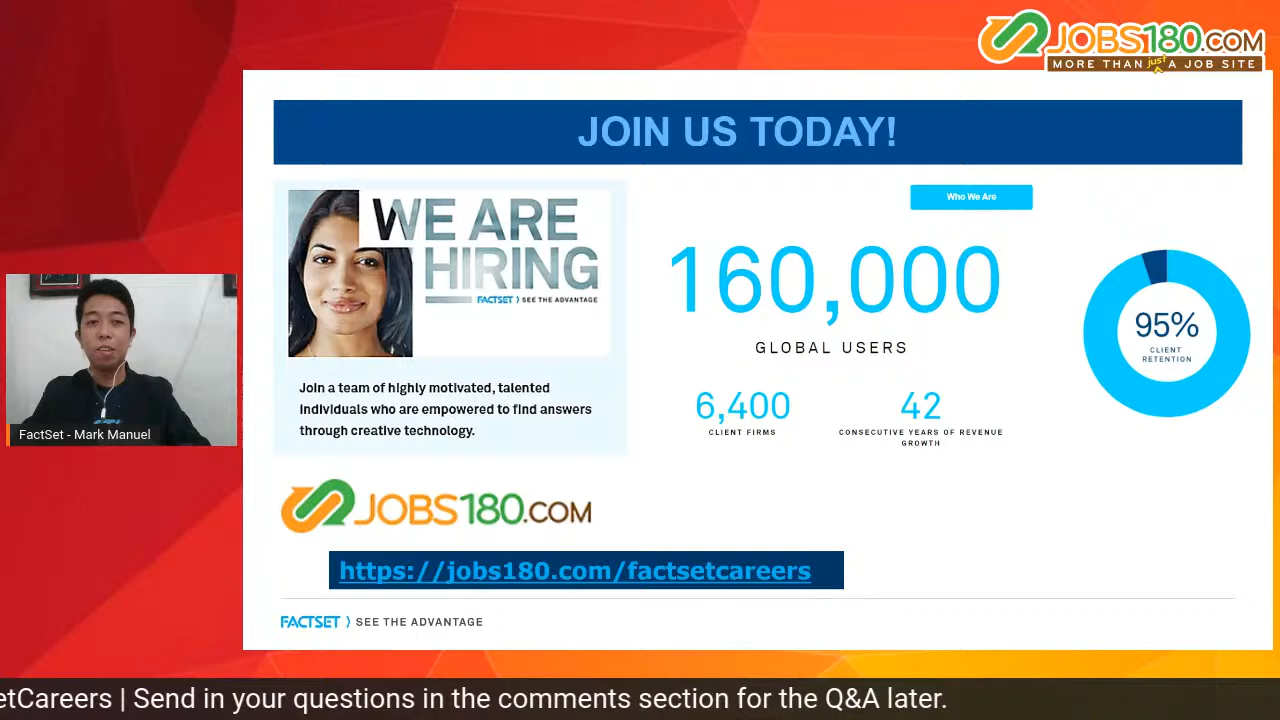 JOBS180.COM
MORE THAN just A JOB SITE
JOIN US TODAY!
Who We Are
WE ARE
HIRING
FACTSET ⟩ SEE THE ADVANTAGE
Join a team of highly motivated, talented
individuals who are empowered to find answers
through creative technology.
160,000
GLOBAL USERS
6,400
CLIENT FIRMS
42
CONSECUTIVE YEARS OF REVENUE
GROWTH
95%
CLIENT
RETENTION
FactSet - Mark Manuel
JOBS180.COM
https://jobs180.com/factsetcareers
FACTSET ⟩ SEE THE ADVANTAGE
etCareers | Send in your questions in the comments section for the Q&A later.